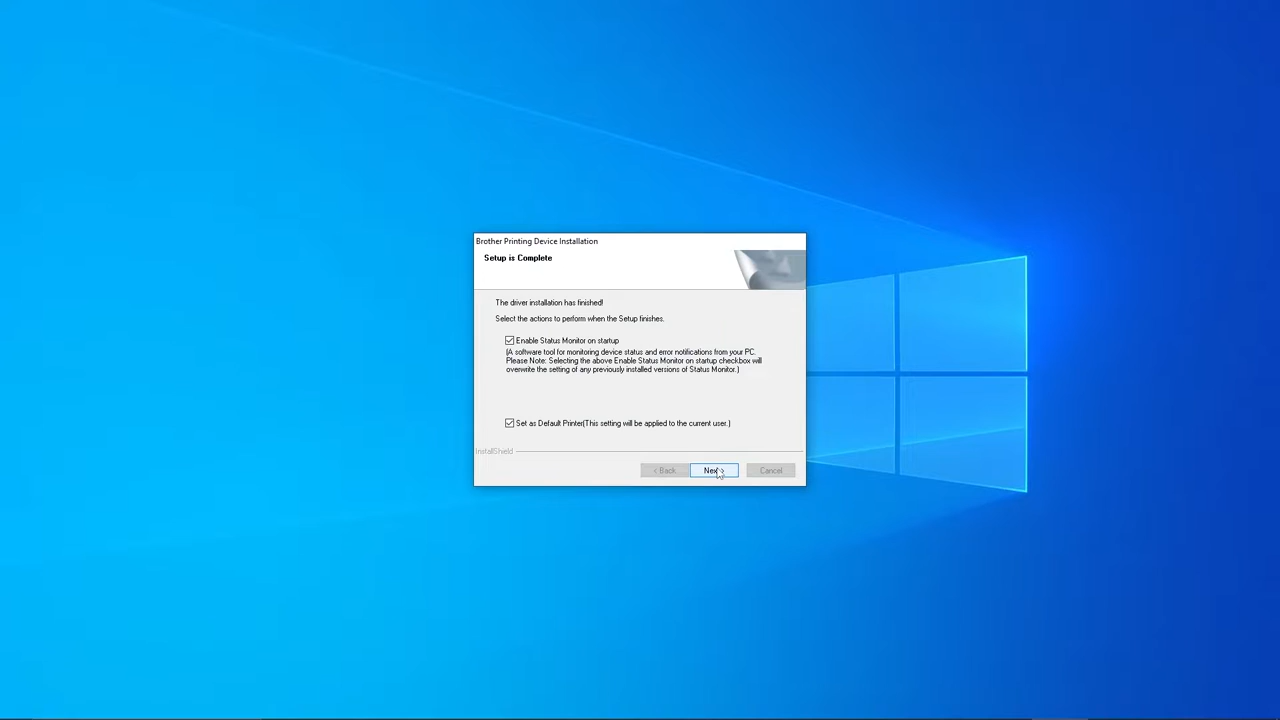 Brother Printing Device Installation
Setup is Complete
The driver installation has finished!
Select the actions to perform when the Setup finishes.
Enable Status Monitor on startup
(A software tool for monitoring device status and error notifications from your PC.
Please Note: Selecting the above Enable Status Monitor on startup checkbox will
overwrite the setting of any previously installed versions of Status Monitor.)
Set as Default Printer(This setting will be applied to the current user.)
InstallShield
< Back
Next >
Cancel